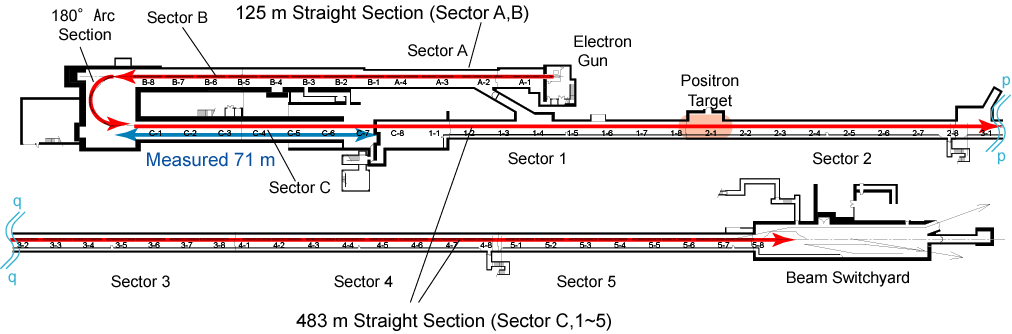 125 m Straight Section (Sector A,B)
180° Arc
Section
Sector B
Sector A
Electron
Gun
B-8 B-7 B-6 B-5 B-4 B-3 B-2 B-1 A-4 A-3 A-2 A-1
Positron
Target
p
C-1 C-2 C-3 C-4 C-5 C-6 C-7 C-8 1-1 1-2 1-3 1-4 1-5 1-6 1-7 1-8 2-1 2-2 2-3 2-4 2-5 2-6 2-7 2-8 3-1
Measured 71 m
Sector 1
Sector 2
p
Sector C
q
3-2 3-3 3-4 3-5 3-6 3-7 3-8 4-1 4-2 4-3 4-4 4-5 4-6 4-7 4-8 5-1 5-2 5-3 5-4 5-5 5-6 5-7 5-8
q
Sector 3
Sector 4
Sector 5
Beam Switchyard
483 m Straight Section (Sector C,1~5)